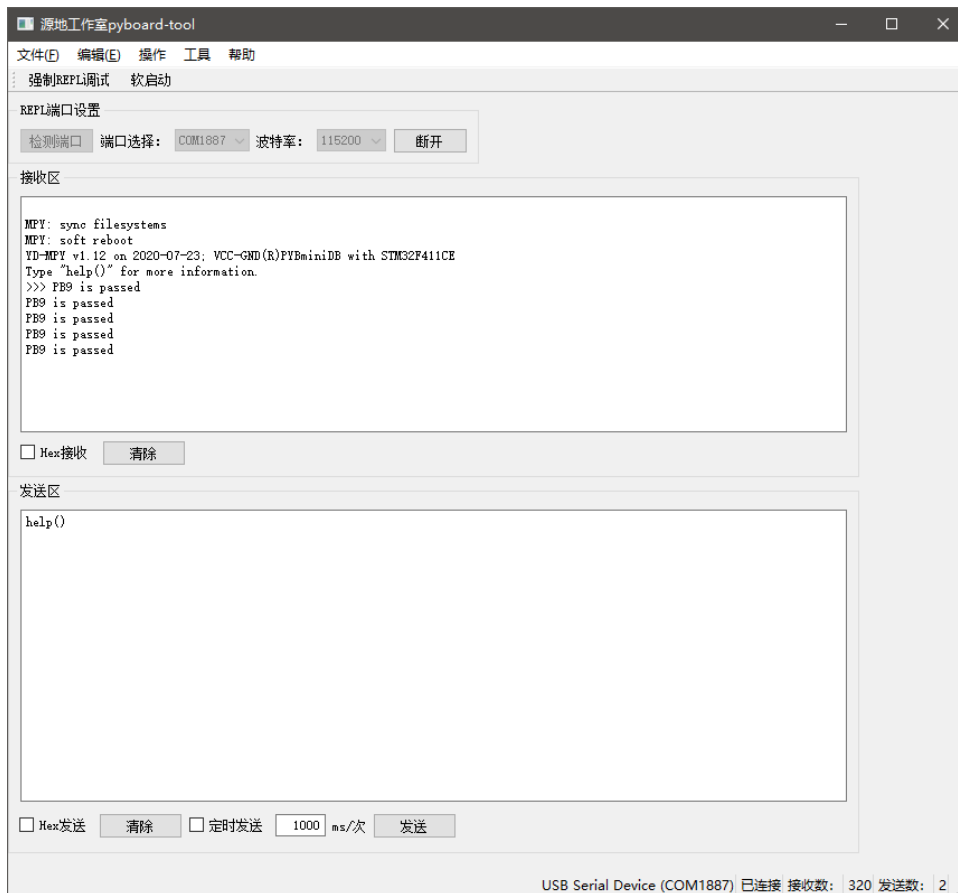 源地工作室pyboard-tool
文件(F) 编辑(E) 操作 工具 帮助
强制REPL调试 软启动
REPL端口设置
检测端口 端口选择： COM1887 波特率： 115200 断开
接收区
MPY: sync filesystems
MPY: soft reboot
YD-MPY v1.12 on 2020-07-23; VCC-GND(R)PYBminiDB with STM32F411CE
Type "help()" for more information.
>>> PB9 is passed
PB9 is passed
PB9 is passed
PB9 is passed
PB9 is passed
Hex接收 清除
发送区
help()
Hex发送 清除 定时发送 1000 ms/次 发送
USB Serial Device (COM1887) 已连接 接收数： 320 发送数： 2